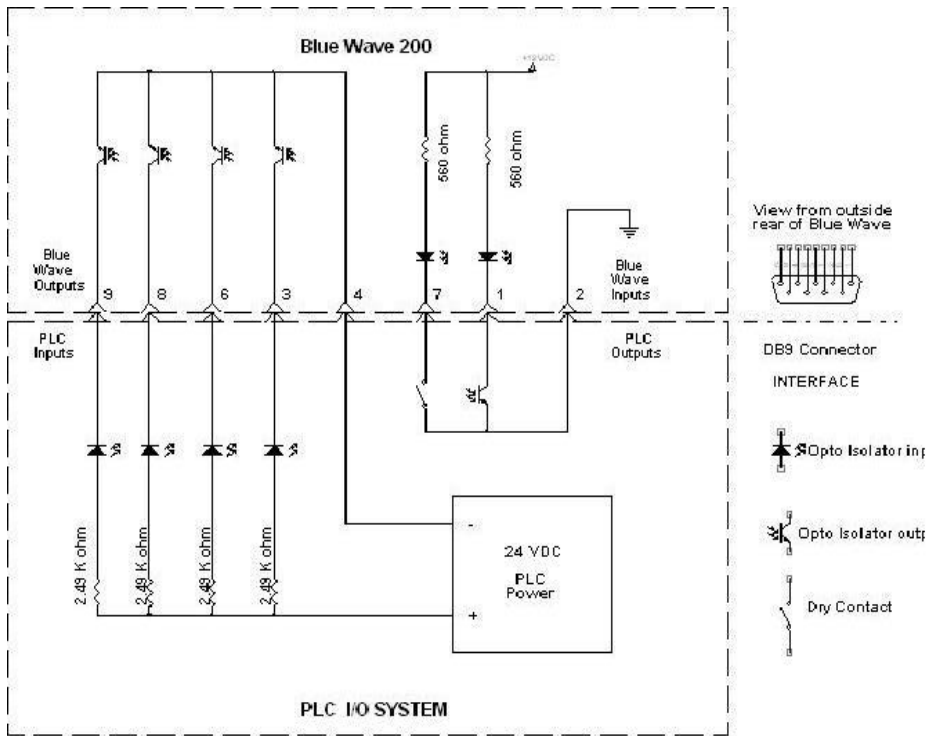 Blue Wave 200
560 ohm
560 ohm
View from outside
rear of Blue Wave
Blue
Wave
Outputs
Blue
Wave
Inputs
9
8
6
3
4
7
1
2
PLC
Inputs
PLC
Outputs
DB9 Connector
INTERFACE
Opto Isolator inp
2.49 K ohm
2.49 K ohm
2.49 K ohm
2.49 K ohm
-
24 VDC
PLC
Power
+
Opto Isolator outp
Dry Contact
PLC I/O SYSTEM